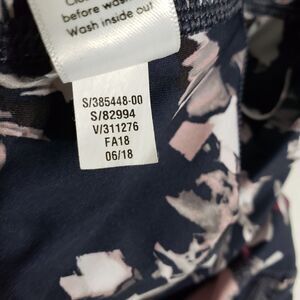 before wash
Wash inside out
S/385448-00
S/82994
V/311276
FA18
06/18